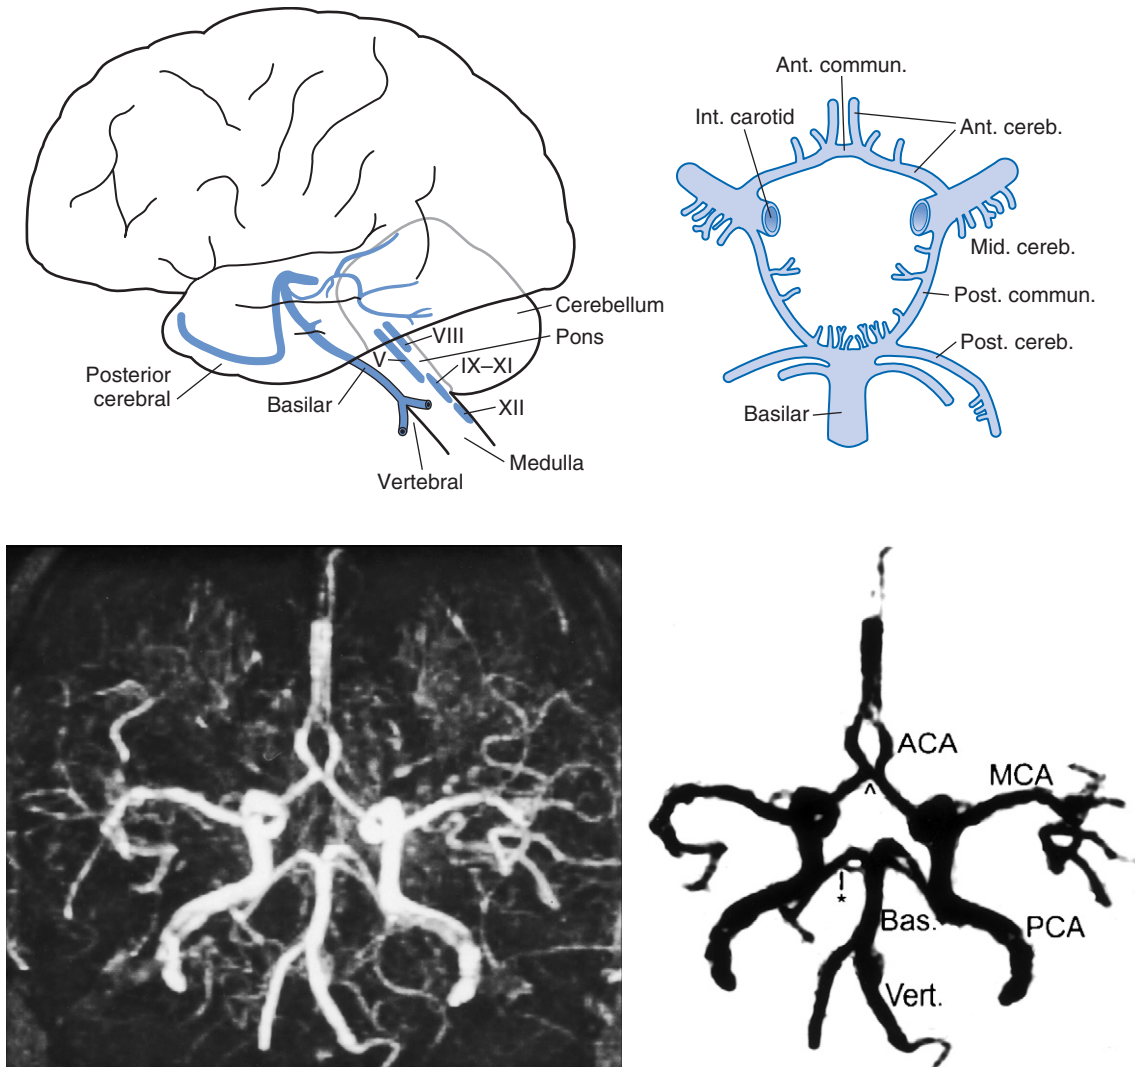 Ant. commun.
Int. carotid
Ant. cereb.
Mid. cereb.
Post. commun.
Post. cereb.
Basilar
Cerebellum
VIII
Pons
V
IX–XI
Posterior
cerebral
Basilar
XII
Medulla
Vertebral
ACA
MCA
^
*
Bas.
PCA
Vert.